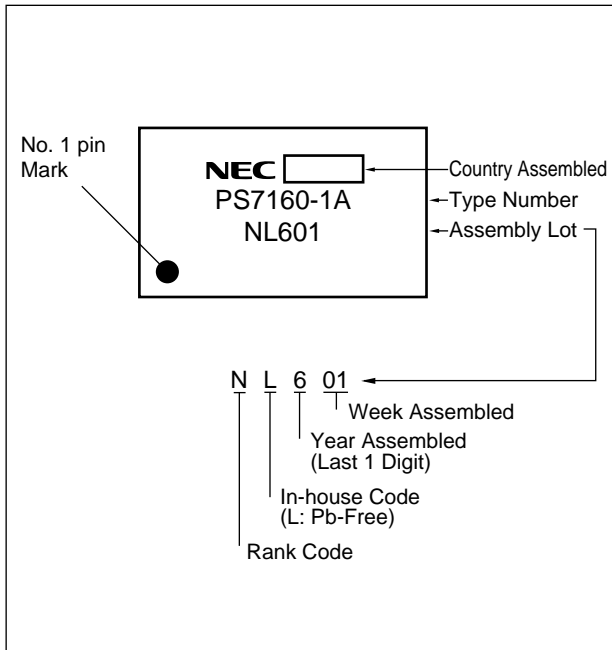 No. 1 pin
Mark
NEC
Country Assembled
PS7160-1A
Type Number
NL601
Assembly Lot
N L 6 01
Week Assembled
Year Assembled
(Last 1 Digit)
In-house Code
(L: Pb-Free)
Rank Code